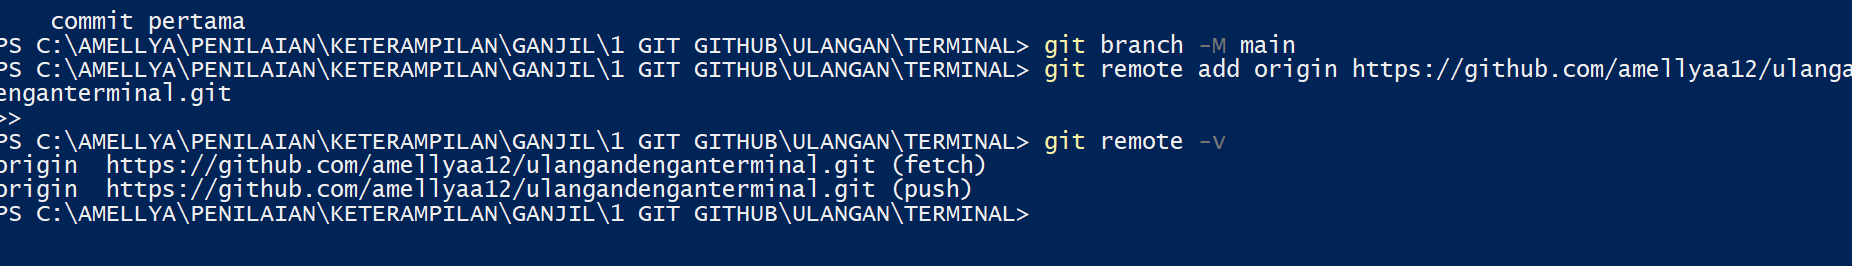 commit pertama
PS C:\AMELLYA\PENILAIAN\KETERAMPILAN\GANJIL\1 GIT GITHUB\ULANGAN\TERMINAL> git branch -M main
PS C:\AMELLYA\PENILAIAN\KETERAMPILAN\GANJIL\1 GIT GITHUB\ULANGAN\TERMINAL> git remote add origin https://github.com/amellyaa12/ulanga
enganterminal.git
>>
PS C:\AMELLYA\PENILAIAN\KETERAMPILAN\GANJIL\1 GIT GITHUB\ULANGAN\TERMINAL> git remote -v
origin  https://github.com/amellyaa12/ulangandenganterminal.git (fetch)
origin  https://github.com/amellyaa12/ulangandenganterminal.git (push)
PS C:\AMELLYA\PENILAIAN\KETERAMPILAN\GANJIL\1 GIT GITHUB\ULANGAN\TERMINAL>